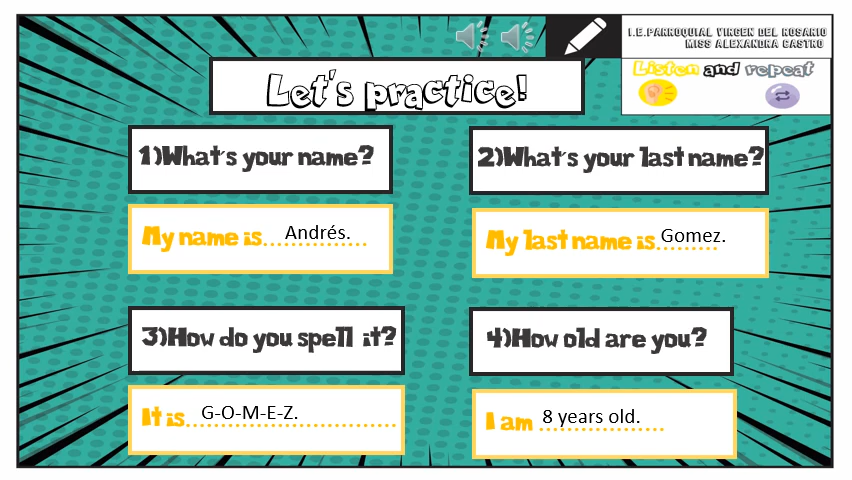 I.E.PARROQUIAL VIRGEN DEL ROSARIO
MISS ALEXANDRA CASTRO
Listen and repeat
Let's practice!
1)What's your name?
My name is...Andrés.
2)What's your last name?
My last name is Gomez.
3)How do you spell it?
It is...G-O-M-E-Z.
4)How old are you?
I am 8 years old.